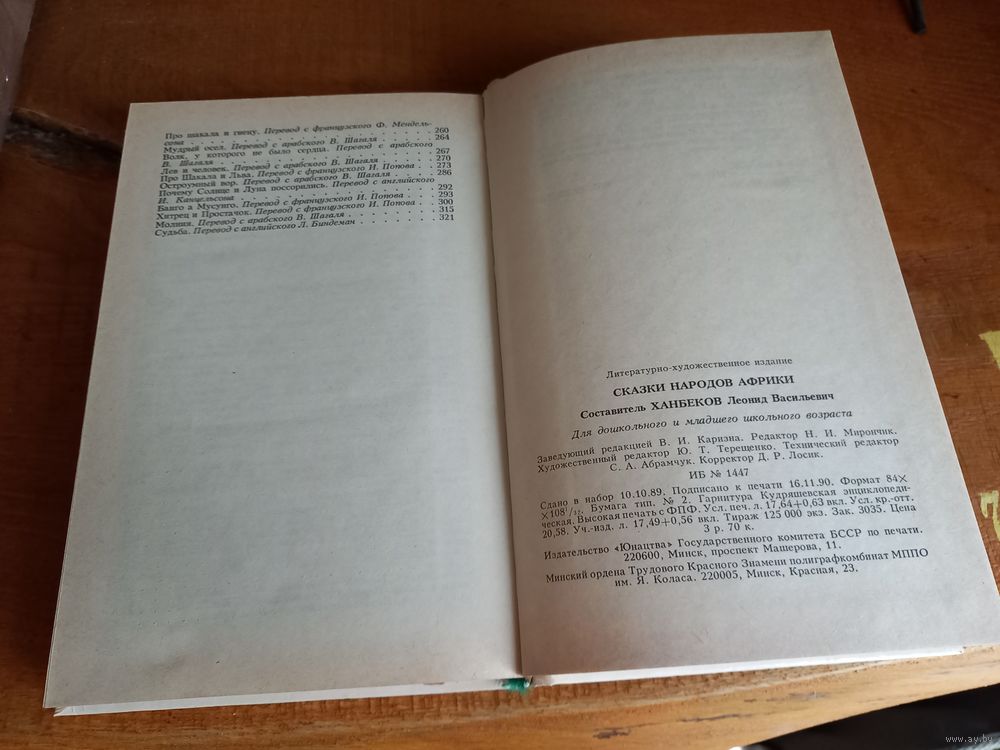 Про шакала и гиену. Перевод с французского Ф. Мендель-
сова . . . . . . . . . . . . . . . . . . 260
Мудрый осел. Перевод с арабского В. Шагаля . . . . 264
Волк, у которого не было сердца. Перевод с арабского
В. Шагаля . . . . . . . . . . . . . . . . 267
Лев и человек. Перевод с арабского В. Шагаля . . . . 270
Про Шакала и Льва. Перевод с французского И. Попова . 273
Остроумный вор. Перевод с арабского В. Шагаля . . . 286
Почему Солнце и Луна поссорились. Перевод с английского
И. Канцельсова . . . . . . . . . . . . . . 292
Банго а Мусунго. Перевод с французского И. Попова . . 293
Хитрец и Простачок. Перевод с французского И. Попова . 300
Молния. Перевод с арабского В. Шагаля . . . . . . 315
Судьба. Перевод с английского Л. Биндеман . . . . . 321
Литературно-художественное издание
СКАЗКИ НАРОДОВ АФРИКИ
Составитель ХАНБЕКОВ Леонид Васильевич
Для дошкольного и младшего школьного возраста
Заведующий редакцией В. И. Каризна. Редактор Н. И. Мирончик.
Художественный редактор Ю. Т. Терещенко. Технический редактор
С. А. Абрамчук. Корректор Д. Р. Лосик.
ИБ № 1447
Сдано в набор 10.10.89. Подписано к печати 16.11.90. Формат 84×
×108¹/₃₂. Бумага тип. № 2. Гарнитура Кудряшевская энциклопеди-
ческая. Высокая печать с ФПФ. Усл. печ. л. 17,64+0,63 вкл. Усл. кр.-отт.
20,58. Уч.-изд. л. 17,49+0,56 вкл. Тираж 125 000 экз. Зак. 3035. Цена
3 р. 70 к.
Издательство «Юнацтва» Государственного комитета БССР по печати.
220600, Минск, проспект Машерова, 11.
Минский ордена Трудового Красного Знамени полиграфкомбинат МППО
им. Я. Коласа. 220005, Минск, Красная, 23.
www.ay.by